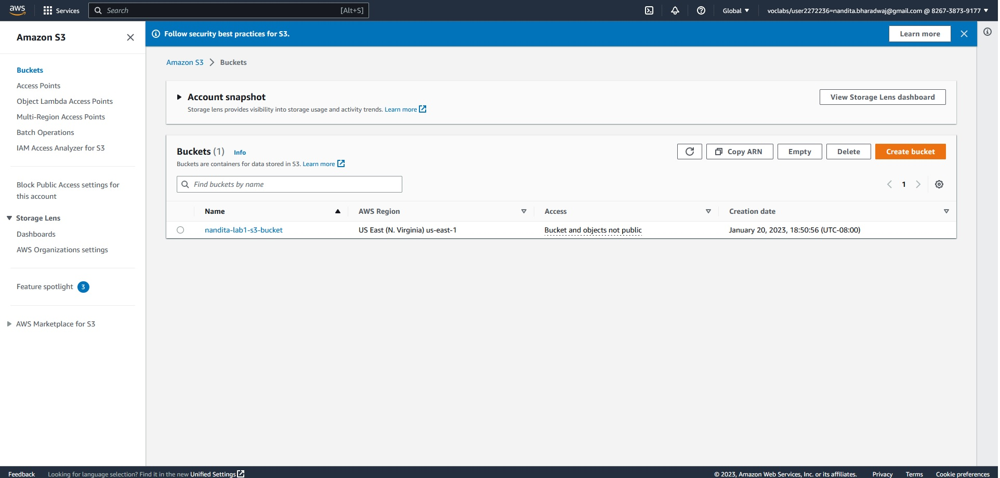 aws Services Search [Alt+S] Global voclabs/user2272236=nandita.bharadwaj@gmail.com @ 8267-3873-9177
Amazon S3
Buckets
Access Points
Object Lambda Access Points
Multi-Region Access Points
Batch Operations
IAM Access Analyzer for S3
Block Public Access settings for
this account
Storage Lens
Dashboards
AWS Organizations settings
Feature spotlight 3
AWS Marketplace for S3
Follow security best practices for S3. Learn more
Amazon S3 Buckets
Account snapshot View Storage Lens dashboard
Storage lens provides visibility into storage usage and activity trends. Learn more
Buckets (1) Info Copy ARN Empty Delete Create bucket
Buckets are containers for data stored in S3. Learn more
Find buckets by name 1
Name AWS Region Access Creation date
nandita-lab1-s3-bucket US East (N. Virginia) us-east-1 Bucket and objects not public January 20, 2023, 18:50:56 (UTC-08:00)
Feedback Looking for language selection? Find it in the new Unified Settings © 2023, Amazon Web Services, Inc. or its affiliates. Privacy Terms Cookie preferences